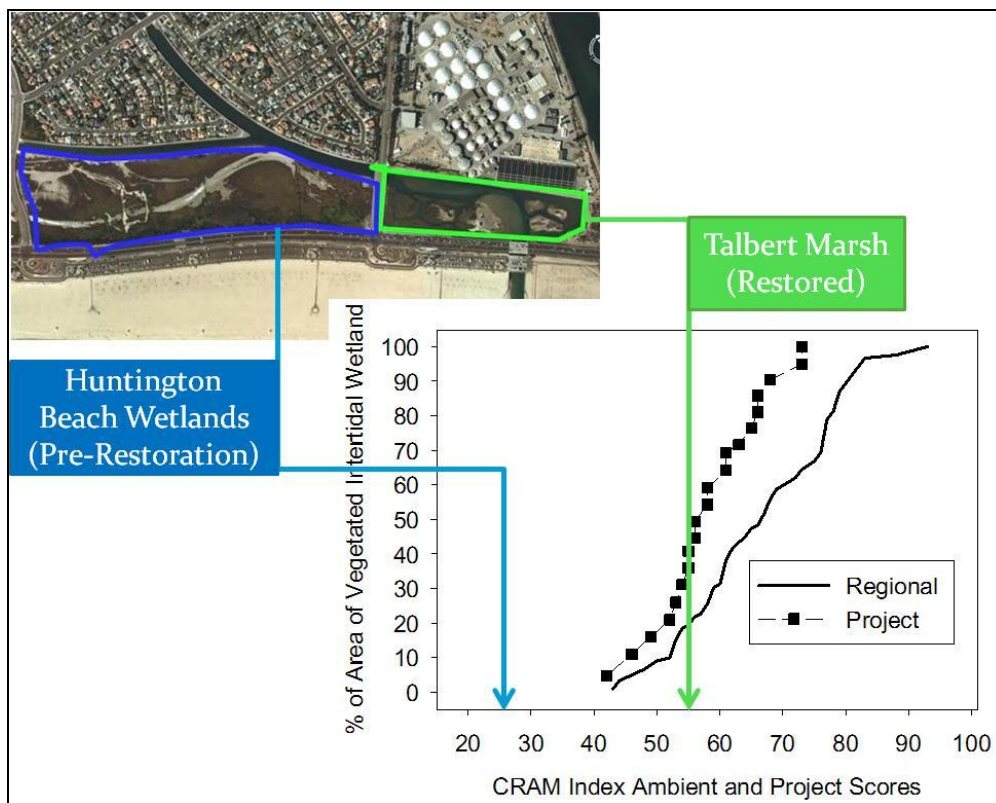 Talbert Marsh
(Restored)
Huntington
Beach Wetlands
(Pre-Restoration)
% of Area of Vegetated Intertidal Wetland
100
90
80
70
60
50
40
30
20
10
0
Regional
Project
20 30 40 50 60 70 80 90 100
CRAM Index Ambient and Project Scores